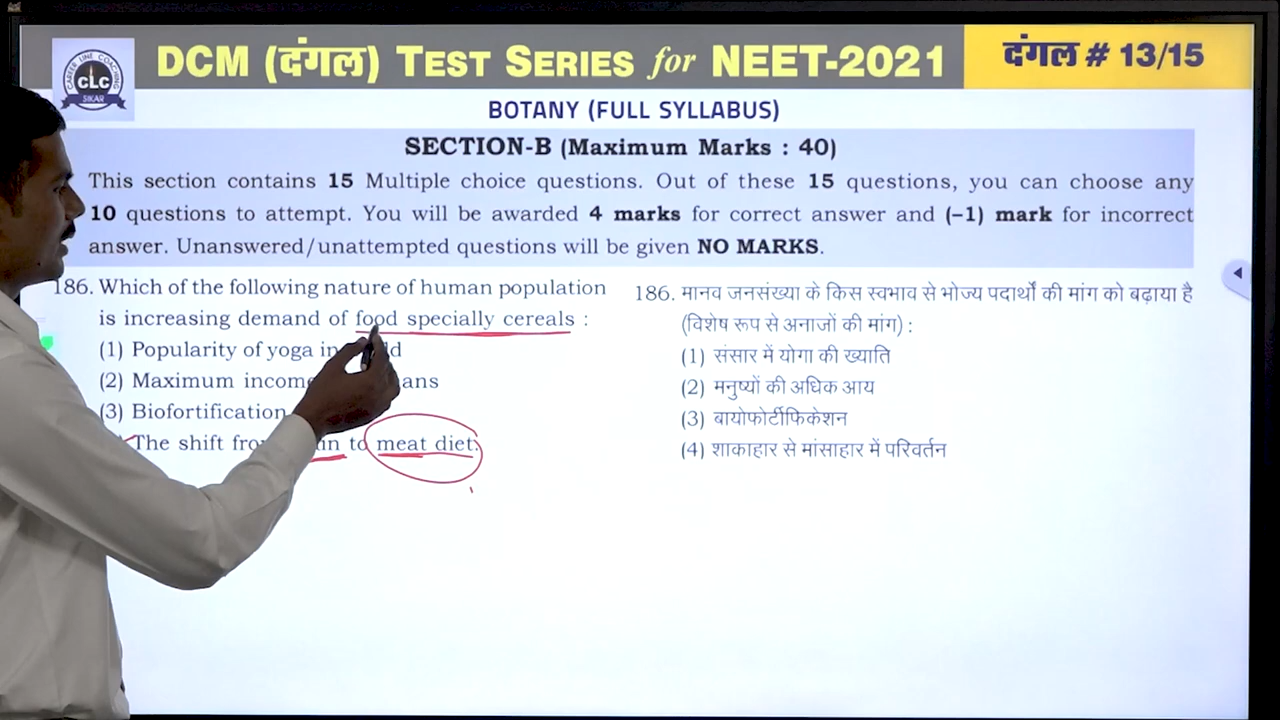 CAREER LINE COACHING
CLC
SIKAR
DCM (दंगल) TEST SERIES for NEET-2021
दंगल # 13/15
BOTANY (FULL SYLLABUS)
SECTION-B (Maximum Marks : 40)
This section contains 15 Multiple choice questions. Out of these 15 questions, you can choose any
10 questions to attempt. You will be awarded 4 marks for correct answer and (–1) mark for incorrect
answer. Unanswered/unattempted questions will be given NO MARKS.
186. Which of the following nature of human population
is increasing demand of food specially cereals :
(1) Popularity of yoga in
(2) Maximum income
(3) Biofortification
The shift to meat diet.
186. मानव जनसंख्या के किस स्वभाव से भोज्य पदार्थों की मांग को बढ़ाया है
(विशेष रूप से अनाजों की मांग) :
(1) संसार में योगा की ख्याति
(2) मनुष्यों की अधिक आय
(3) बायोफोर्टीफिकेशन
(4) शाकाहार से मांसाहार में परिवर्तन